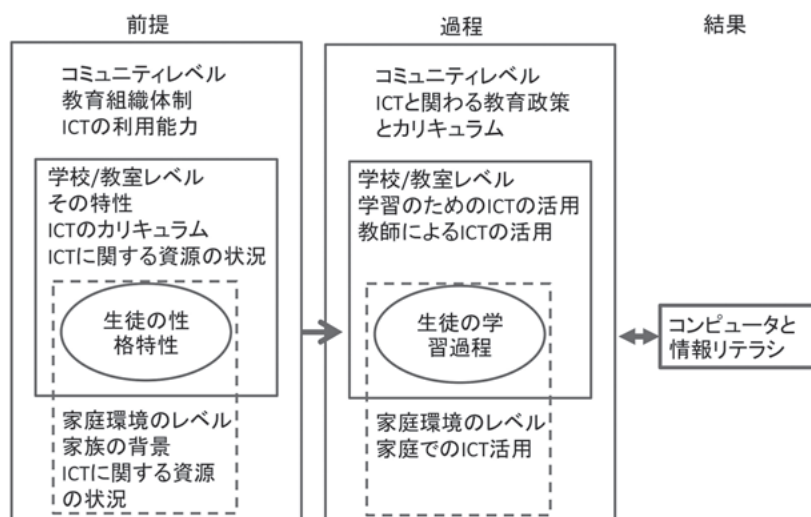 前提
コミュニティレベル
教育組織体制
ICTの利用能力
学校/教室レベル
その特性
ICTのカリキュラム
ICTに関する資源の状況
生徒の性
格特性
家庭環境のレベル
家族の背景
ICTに関する資源
の状況
過程
コミュニティレベル
ICTと関わる教育政策
とカリキュラム
学校/教室レベル
学習のためのICTの活用
教師によるICTの活用
生徒の学
習過程
家庭環境のレベル
家庭でのICT活用
結果
コンピュータと
情報リテラシ